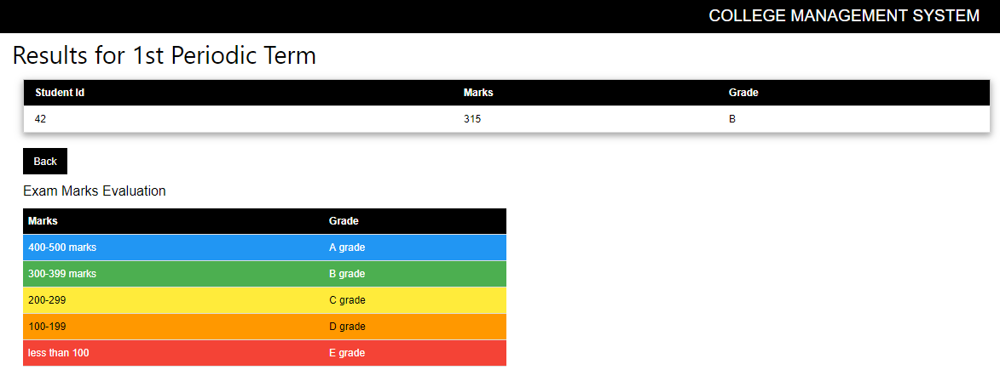 COLLEGE MANAGEMENT SYSTEM
Results for 1st Periodic Term
Student Id Marks Grade
42 315 B
Back
Exam Marks Evaluation
Marks Grade
400-500 marks A grade
300-399 marks B grade
200-299 C grade
100-199 D grade
less than 100 E grade